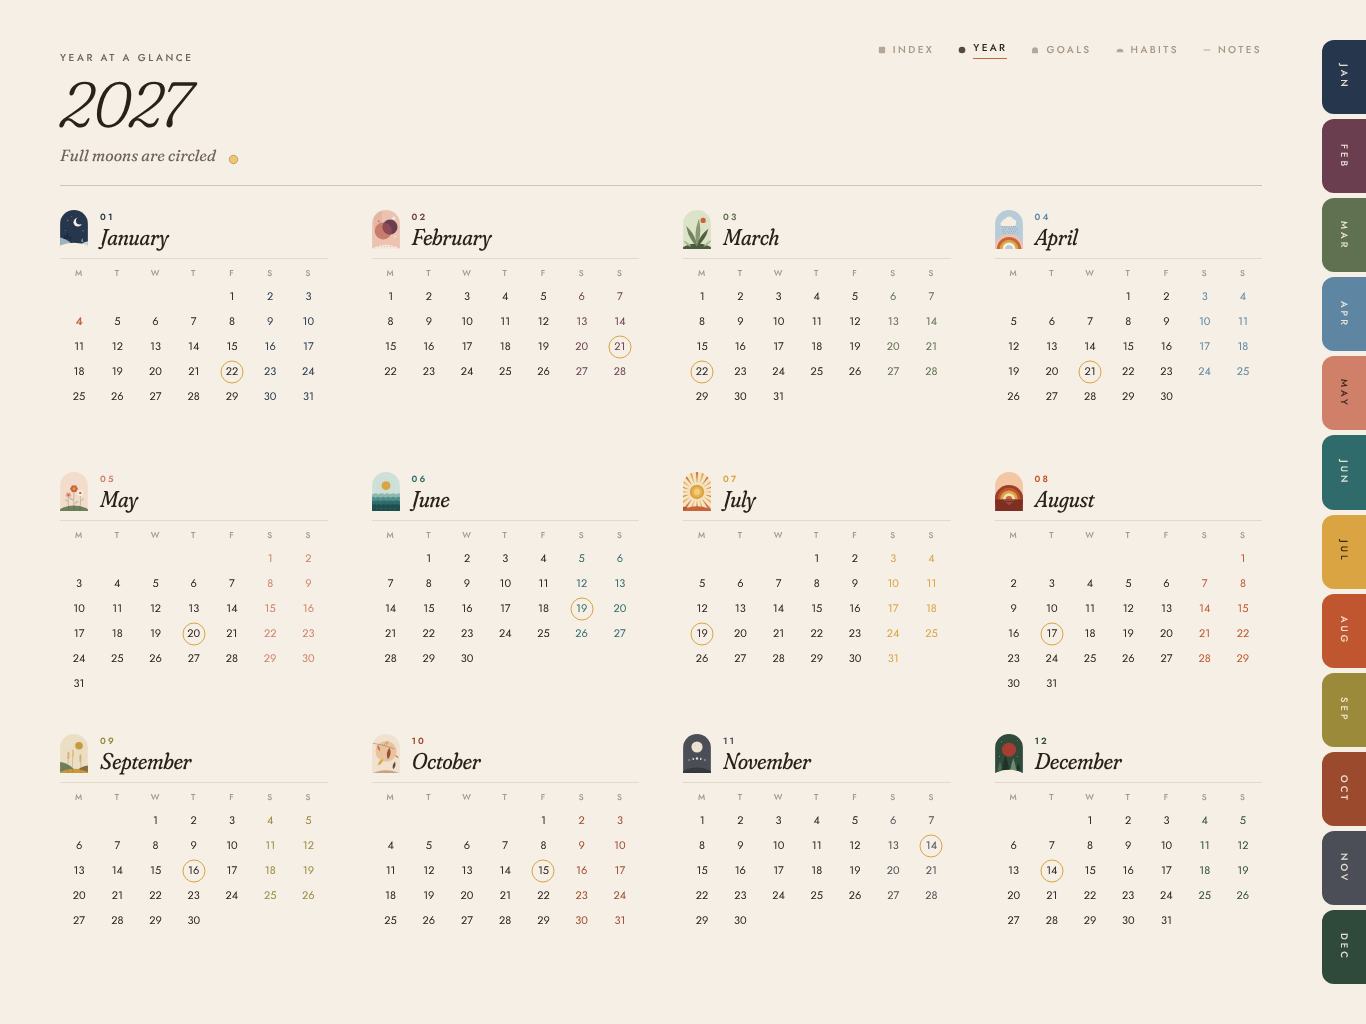 YEAR AT A GLANCE
INDEX YEAR GOALS HABITS NOTES
2027
Full moons are circled
01
January
M T W T F S S
1 2 3
4 5 6 7 8 9 10
11 12 13 14 15 16 17
18 19 20 21 22 23 24
25 26 27 28 29 30 31
02
February
M T W T F S S
1 2 3 4 5 6 7
8 9 10 11 12 13 14
15 16 17 18 19 20 21
22 23 24 25 26 27 28
03
March
M T W T F S S
1 2 3 4 5 6 7
8 9 10 11 12 13 14
15 16 17 18 19 20 21
22 23 24 25 26 27 28
29 30 31
04
April
M T W T F S S
1 2 3 4
5 6 7 8 9 10 11
12 13 14 15 16 17 18
19 20 21 22 23 24 25
26 27 28 29 30
05
May
M T W T F S S
1 2
3 4 5 6 7 8 9
10 11 12 13 14 15 16
17 18 19 20 21 22 23
24 25 26 27 28 29 30
31
06
June
M T W T F S S
1 2 3 4 5 6
7 8 9 10 11 12 13
14 15 16 17 18 19 20
21 22 23 24 25 26 27
28 29 30
07
July
M T W T F S S
1 2 3 4
5 6 7 8 9 10 11
12 13 14 15 16 17 18
19 20 21 22 23 24 25
26 27 28 29 30 31
08
August
M T W T F S S
1
2 3 4 5 6 7 8
9 10 11 12 13 14 15
16 17 18 19 20 21 22
23 24 25 26 27 28 29
30 31
09
September
M T W T F S S
1 2 3 4 5
6 7 8 9 10 11 12
13 14 15 16 17 18 19
20 21 22 23 24 25 26
27 28 29 30
10
October
M T W T F S S
1 2 3
4 5 6 7 8 9 10
11 12 13 14 15 16 17
18 19 20 21 22 23 24
25 26 27 28 29 30 31
11
November
M T W T F S S
1 2 3 4 5 6 7
8 9 10 11 12 13 14
15 16 17 18 19 20 21
22 23 24 25 26 27 28
29 30
12
December
M T W T F S S
1 2 3 4 5
6 7 8 9 10 11 12
13 14 15 16 17 18 19
20 21 22 23 24 25 26
27 28 29 30 31
JAN
FEB
MAR
APR
MAY
JUN
JUL
AUG
SEP
OCT
NOV
DEC